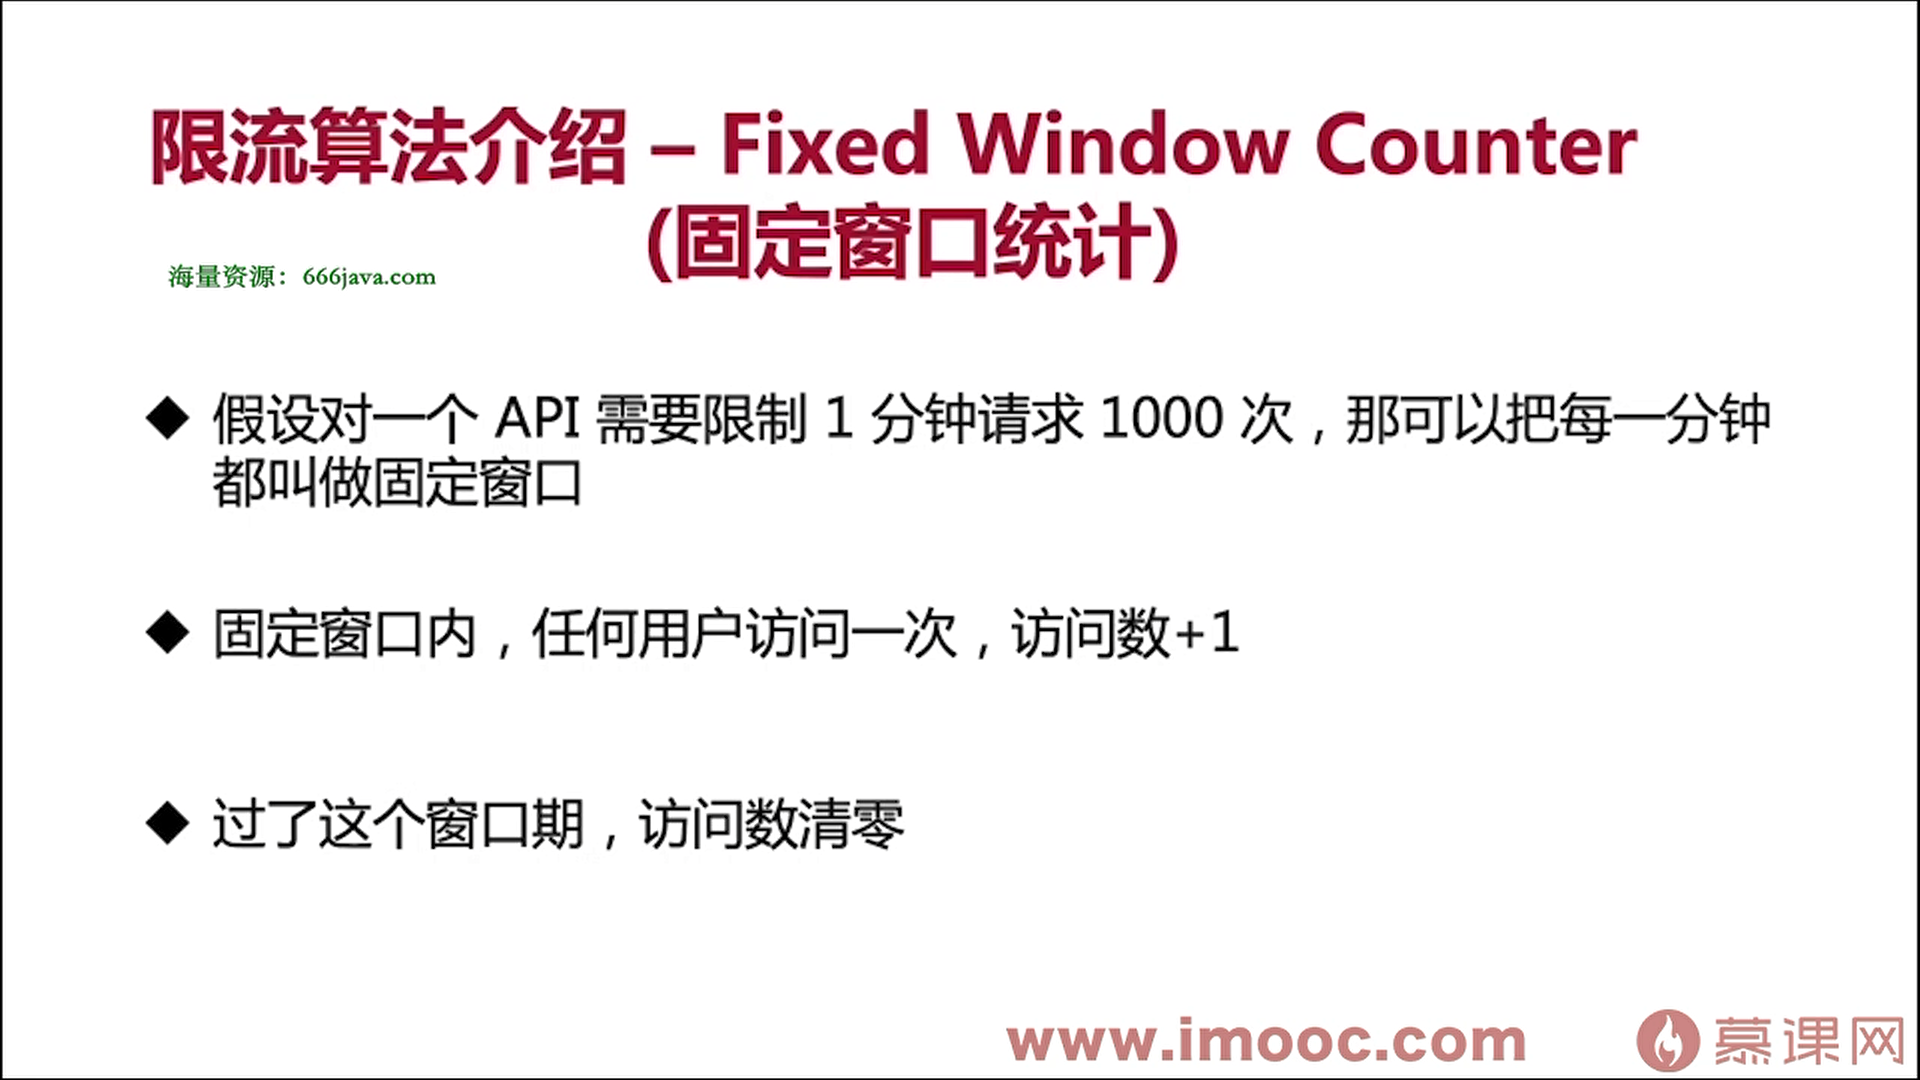 限流算法介绍 – Fixed Window Counter
(固定窗口统计)
海量资源：666java.com
◆ 假设对一个 API 需要限制 1 分钟请求 1000 次，那可以把每一分钟
都叫做固定窗口
◆ 固定窗口内，任何用户访问一次，访问数+1
◆ 过了这个窗口期，访问数清零
www.imooc.com 慕课网